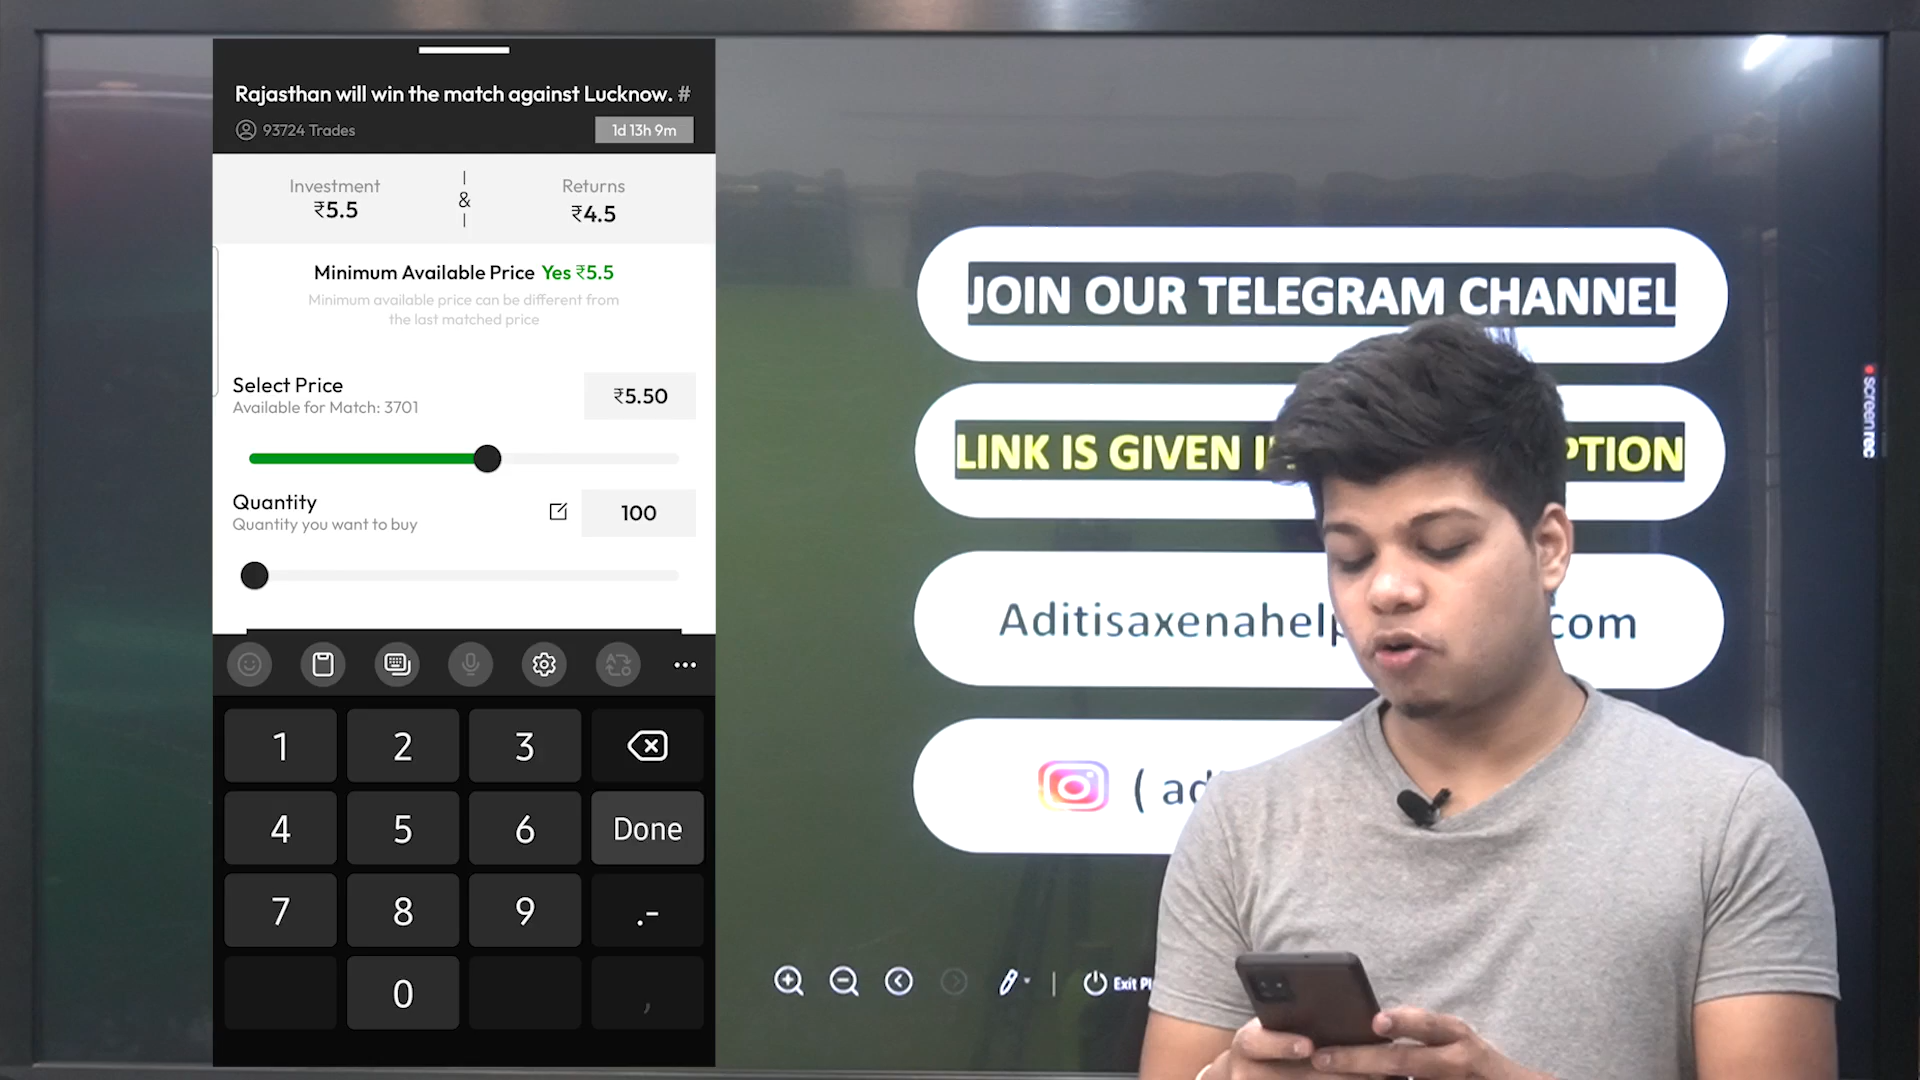 Rajasthan will win the match against Lucknow. #
93724 Trades
1d 13h 9m
Investment
₹5.5
&
Returns
₹4.5
Minimum Available Price Yes ₹5.5
Minimum available price can be different from
the last matched price
Select Price
Available for Match: 3701
₹5.50
Quantity
Quantity you want to buy
100
1 2 3
4 5 6 Done
7 8 9 .-
0 ,
JOIN OUR TELEGRAM CHANNEL
LINK IS GIVEN
Aditisaxenahelp com
( ad
Exit
screenrec